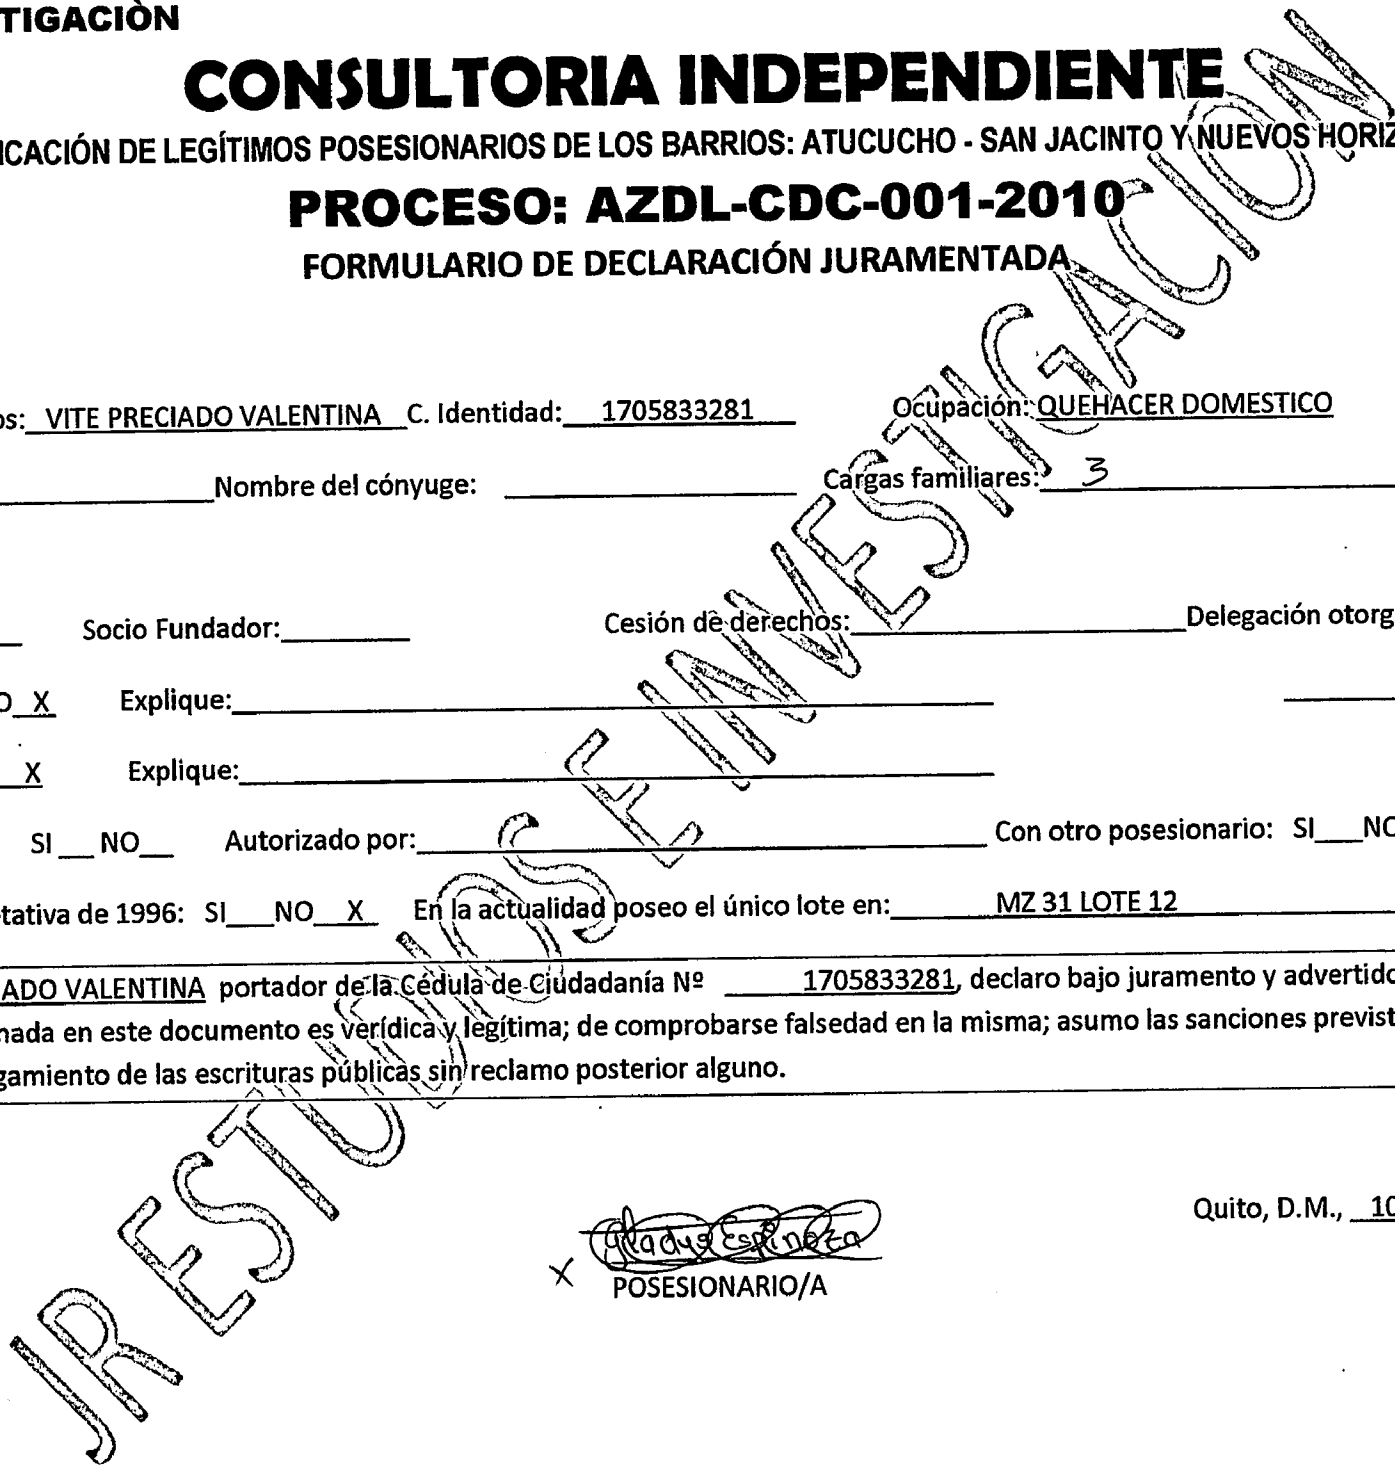 TIGACIÒN
CONSULTORIA INDEPENDIENTE
ICACIÓN DE LEGÍTIMOS POSESIONARIOS DE LOS BARRIOS: ATUCUCHO - SAN JACINTO Y NUEVOS HORIZ
PROCESO: AZDL-CDC-001-2010
FORMULARIO DE DECLARACIÓN JURAMENTADA
os: VITE PRECIADO VALENTINA C. Identidad: 1705833281 Ocupación: QUEHACER DOMESTICO
Nombre del cónyuge: Cargas familiares: 3
Socio Fundador: Cesión de derechos: Delegación otorg
O X Explique:
X Explique:
SI NO Autorizado por: Con otro posesionario: SI NO
tativa de 1996: SI NO X En la actualidad poseo el único lote en: MZ 31 LOTE 12
ADO VALENTINA portador de la Cédula de Ciudadanía Nº 1705833281, declaro bajo juramento y advertido
nada en este documento es verídica y legítima; de comprobarse falsedad en la misma; asumo las sanciones previst
gamiento de las escrituras públicas sin reclamo posterior alguno.
Quito, D.M., 10
X Gladys Espinoza
POSESIONARIO/A
JR ESTUDIOS E INVESTIGACION